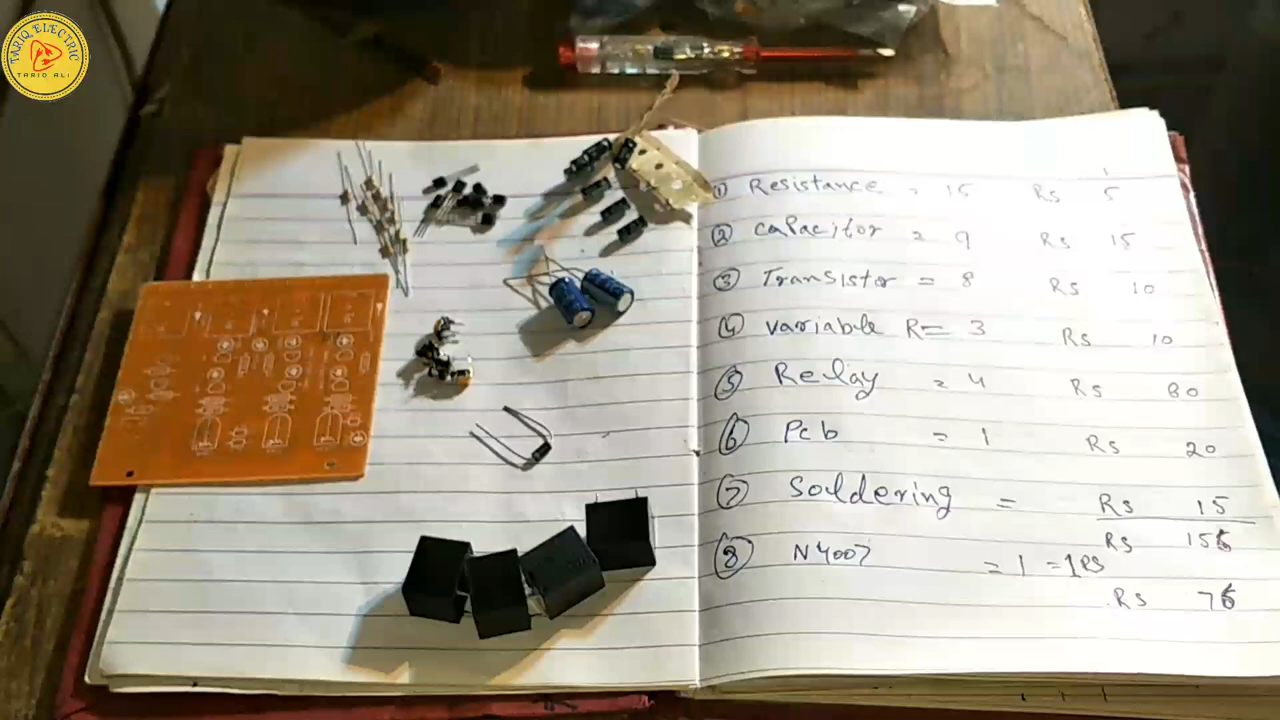 TARIQ ELECTRIC
TARIQ ALI
① Resistance = 15 Rs 5
② Capacitor = 9 Rs 15
③ Transistor = 8 Rs 10
④ Variable R= 3 Rs 10
⑤ Relay = 4 Rs 80
⑥ Pcb = 1 Rs 20
⑦ Soldering = Rs 15
Rs 156
⑧ N4007 = 1 = 1Rs
Rs 76